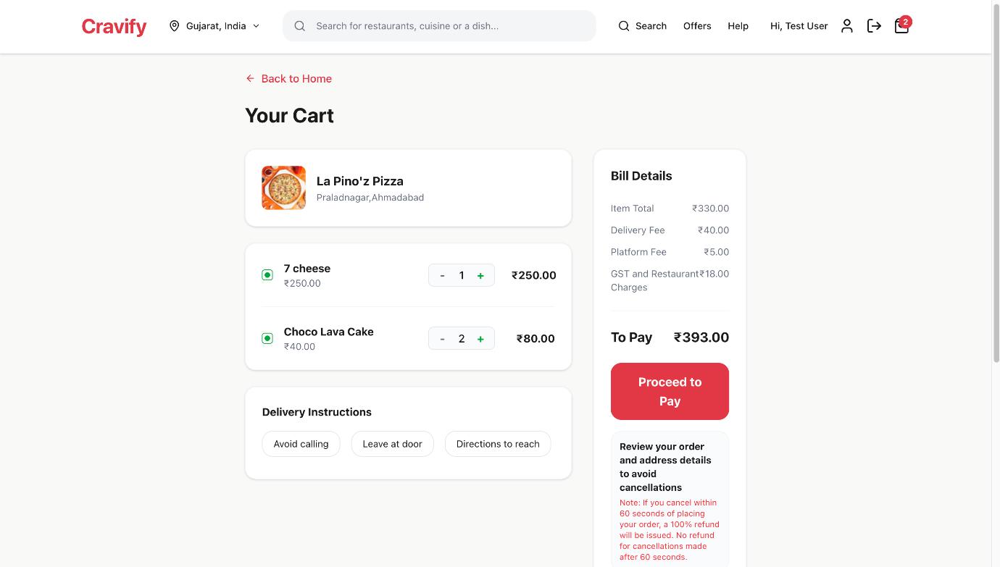 Cravify
Gujarat, India
Search for restaurants, cuisine or a dish...
Search
Offers
Help
Hi, Test User
2
Back to Home
Your Cart
La Pino'z Pizza
Praladnagar,Ahmadabad
7 cheese
₹250.00
- 1 +
₹250.00
Choco Lava Cake
₹40.00
- 2 +
₹80.00
Delivery Instructions
Avoid calling
Leave at door
Directions to reach
Bill Details
Item Total ₹330.00
Delivery Fee ₹40.00
Platform Fee ₹5.00
GST and Restaurant ₹18.00
Charges
To Pay ₹393.00
Proceed to
Pay
Review your order
and address details
to avoid
cancellations
Note: If you cancel within
60 seconds of placing
your order, a 100% refund
will be issued. No refund
for cancellations made
after 60 seconds.